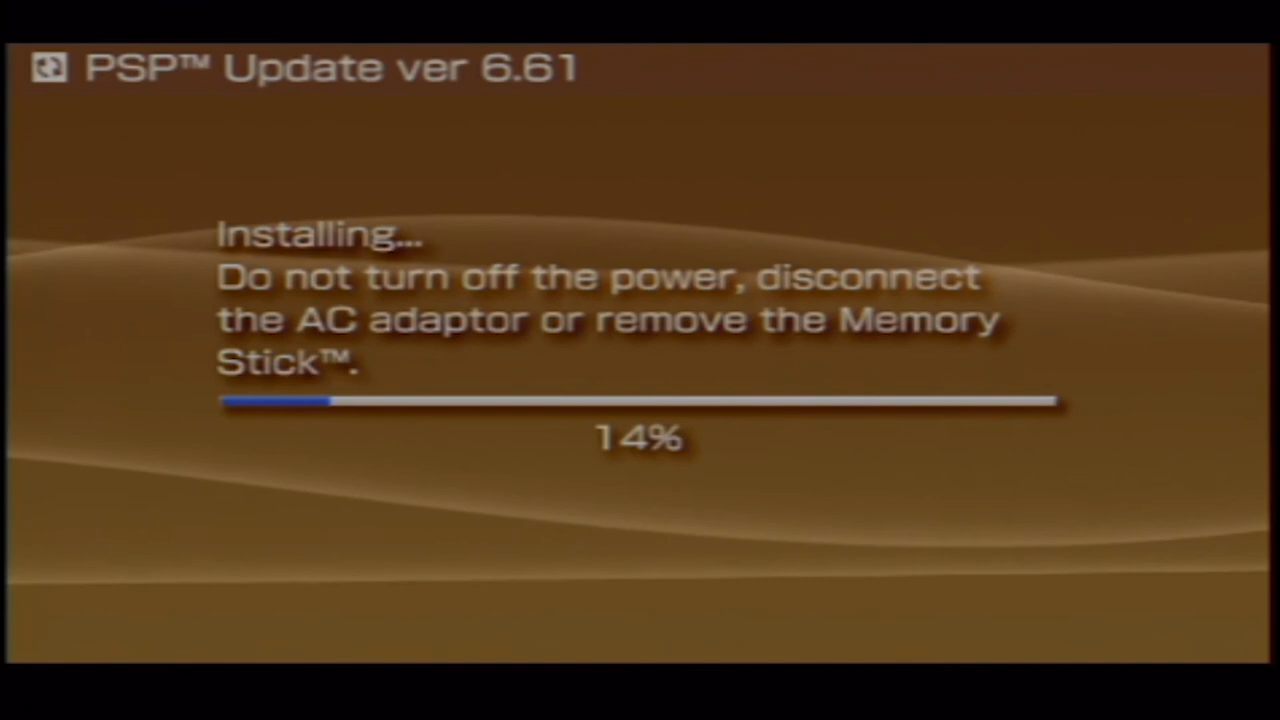 PSP™ Update ver 6.61
Installing...
Do not turn off the power, disconnect
the AC adaptor or remove the Memory
Stick™.
14%